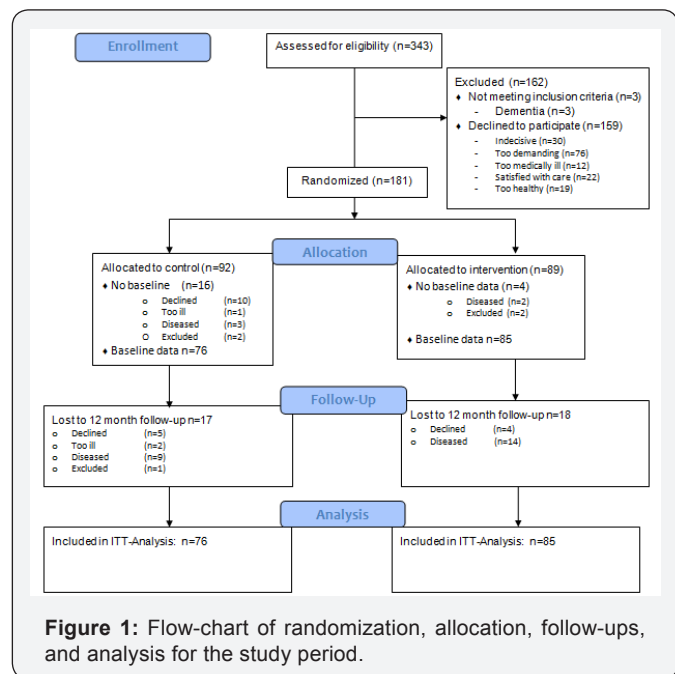 Enrollment
Assessed for eligibility (n=343)
Excluded (n=162)
♦ Not meeting inclusion criteria (n=3)
- Dementia (n=3)
♦ Declined to participate (n=159)
- Indecisive (n=30)
- Too demanding (n=76)
- Too medically ill (n=12)
- Satisfied with care (n=22)
- Too healthy (n=19)
Randomized (n=181)
Allocation
Allocated to control (n=92)
♦ No baseline (n=16)
o Declined (n=10)
o Too ill (n=1)
o Diseased (n=3)
O Excluded (n=2)
♦ Baseline data n=76
Allocated to intervention (n=89)
♦ No baseline data (n=4)
o Diseased (n=2)
o Excluded (n=2)
♦ Baseline data n=85
Follow-Up
Lost to 12 month follow-up n=17
o Declined (n=5)
o Too ill (n=2)
o Diseased (n=9)
o Excluded (n=1)
Lost to 12 month follow-up n=18
o Declined (n=4)
o Diseased (n=14)
Analysis
Included in ITT-Analysis: n=76
Included in ITT-Analysis: n=85
Figure 1: Flow-chart of randomization, allocation, follow-ups,
and analysis for the study period.